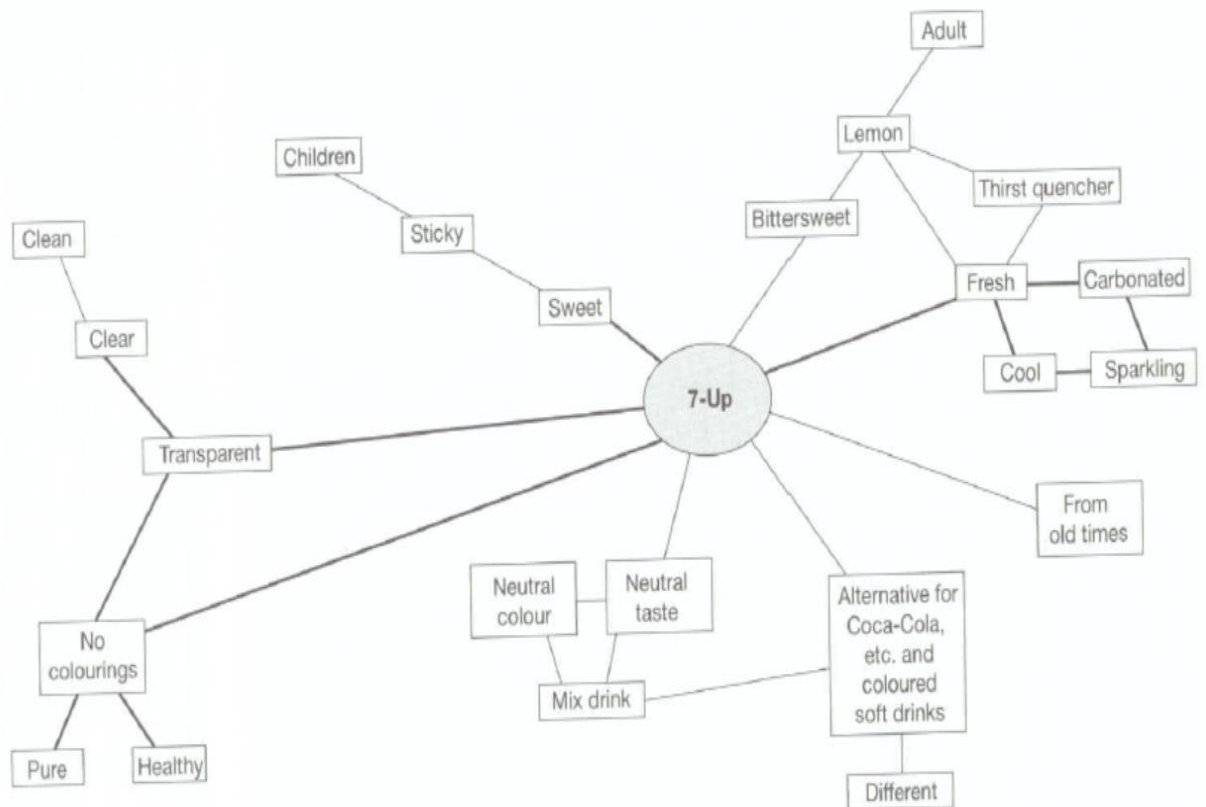 Adult
Lemon
Children
Thirst quencher
Bittersweet
Clean
Sticky
Fresh
Carbonated
Sweet
Clear
Cool
Sparkling
7-Up
Transparent
From
old times
Neutral
colour
Neutral
taste
Alternative for
Coca-Cola,
etc. and
coloured
soft drinks
No
colourings
Mix drink
Pure
Healthy
Different